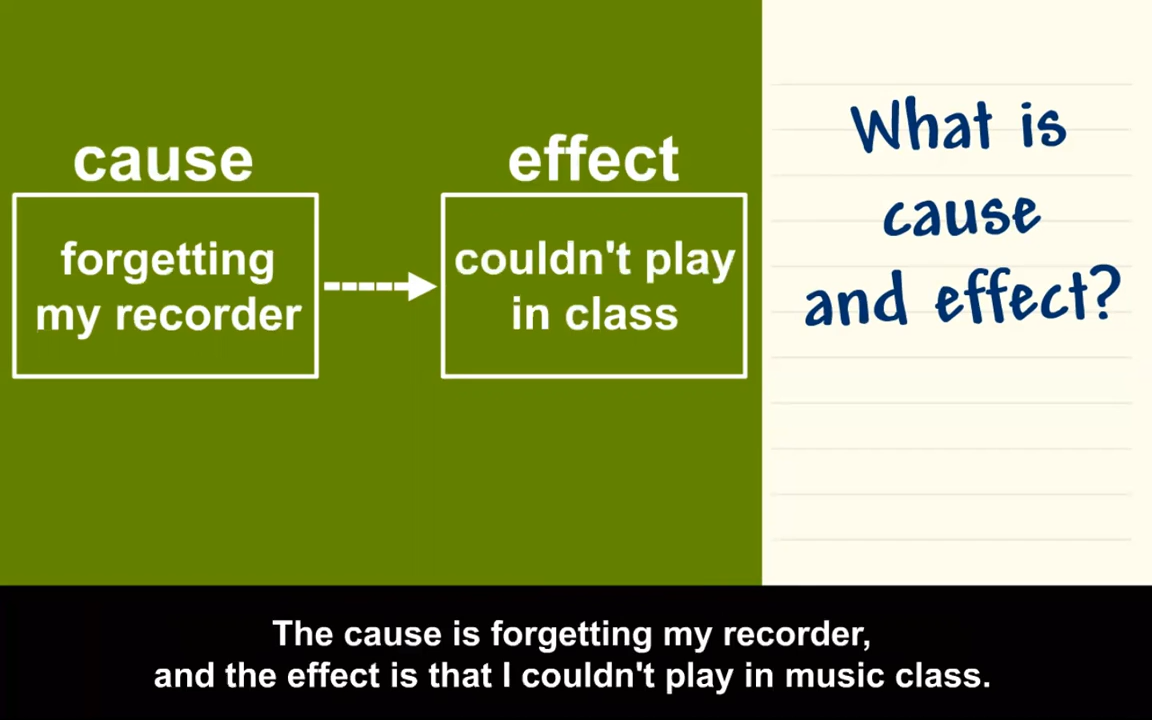 cause
forgetting
my recorder
effect
couldn't play
in class
What is
cause
and effect?
The cause is forgetting my recorder,
and the effect is that I couldn't play in music class.